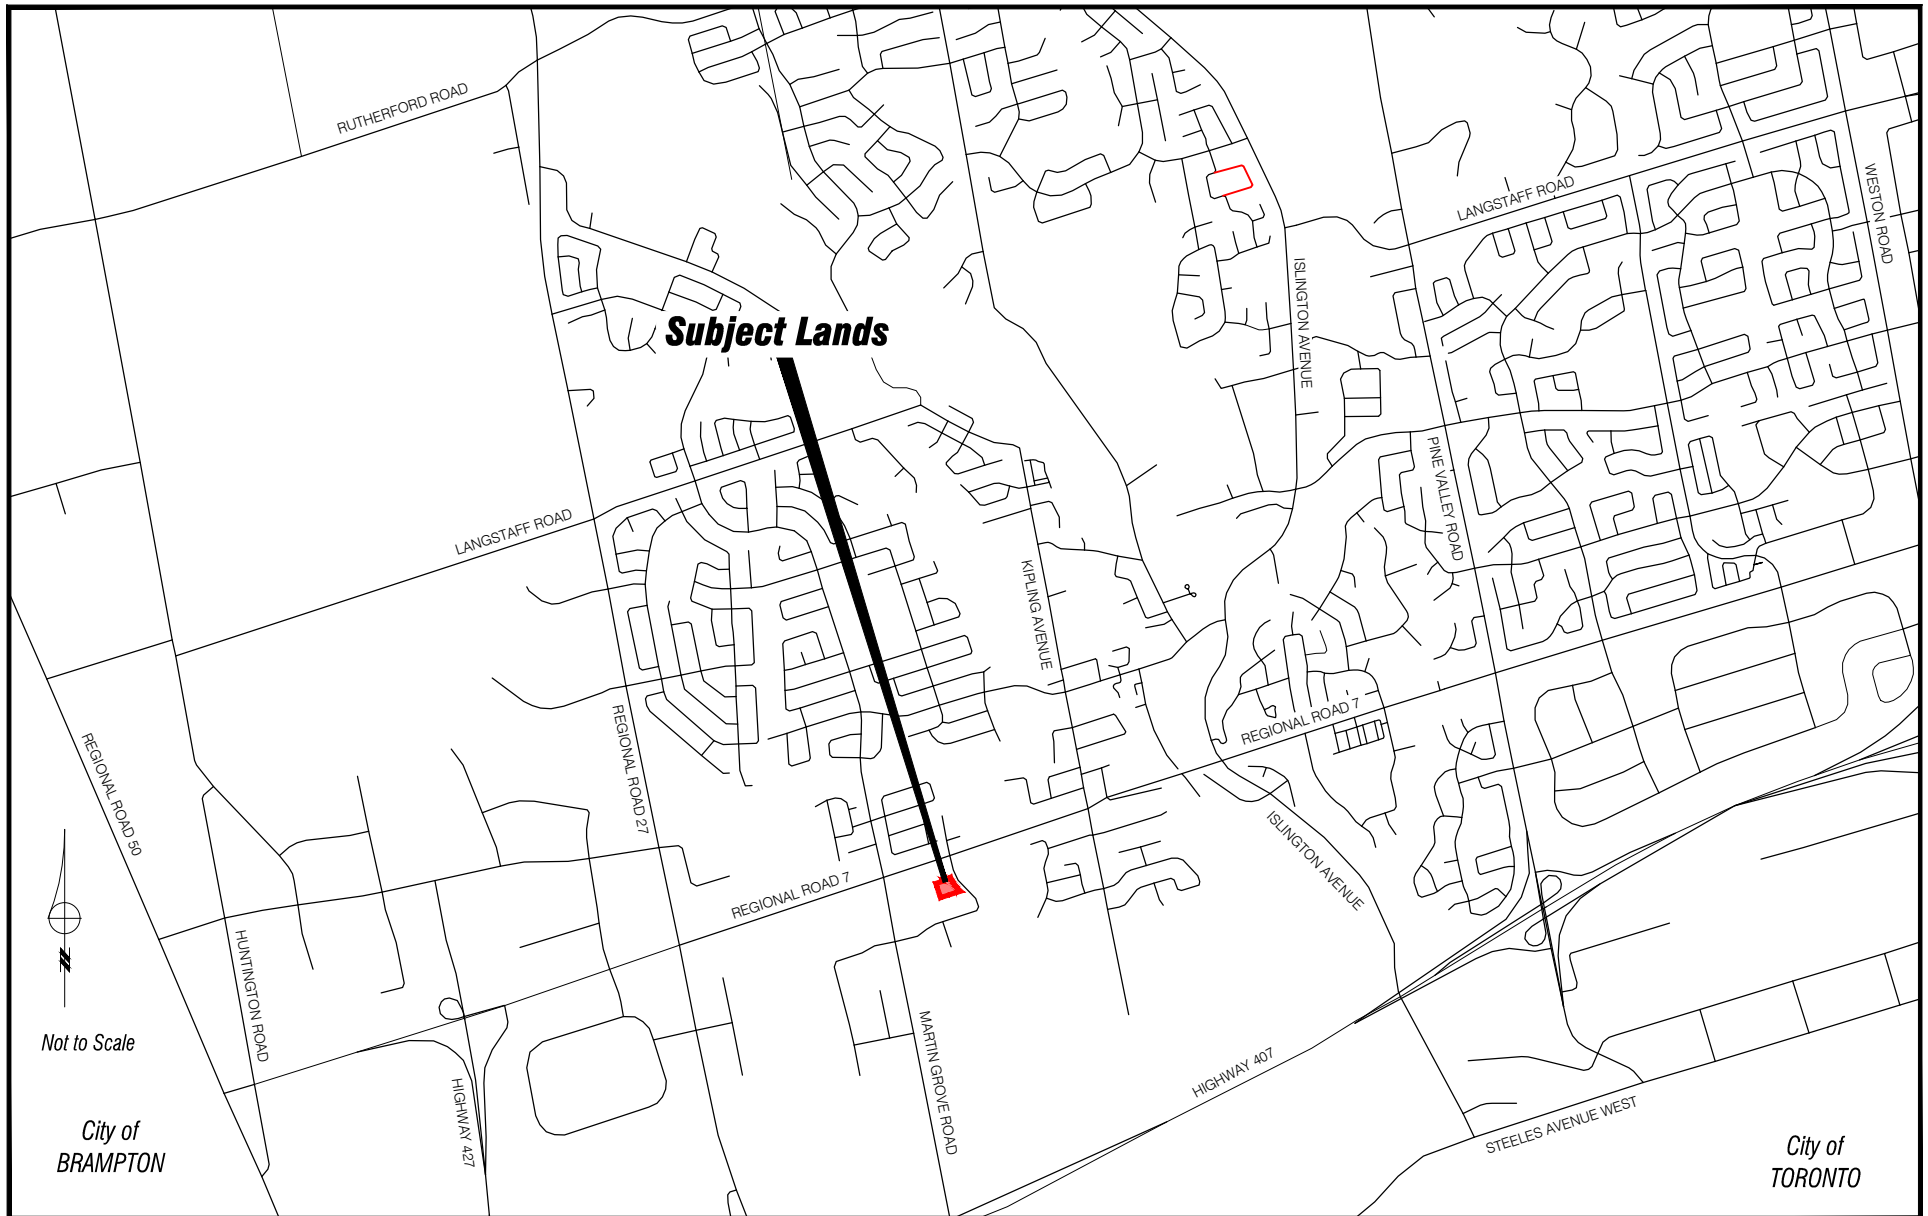 RUTHERFORD ROAD
LANGSTAFF ROAD
WESTON ROAD
ISLINGTON AVENUE
Subject Lands
PINE VALLEY ROAD
LANGSTAFF ROAD
KIPLING AVENUE
REGIONAL ROAD 7
REGIONAL ROAD 27
REGIONAL ROAD 50
ISLINGTON AVENUE
REGIONAL ROAD 7
HUNTINGTON ROAD
N
Not to Scale
MARTIN GROVE ROAD
HIGHWAY 407
HIGHWAY 427
STEELES AVENUE WEST
City of
BRAMPTON
City of
TORONTO